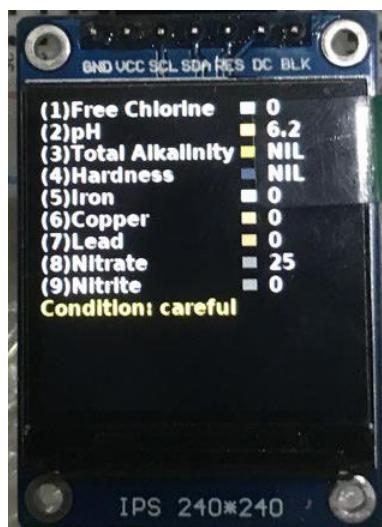 GND VCC SCL SDA RES DC BLK
(1)Free Chlorine 0
(2)pH 6.2
(3)Total Alkalinity NIL
(4)Hardness NIL
(5)Iron 0
(6)Copper 0
(7)Lead 0
(8)Nitrate 25
(9)Nitrite 0
Condition: careful
IPS 240*240